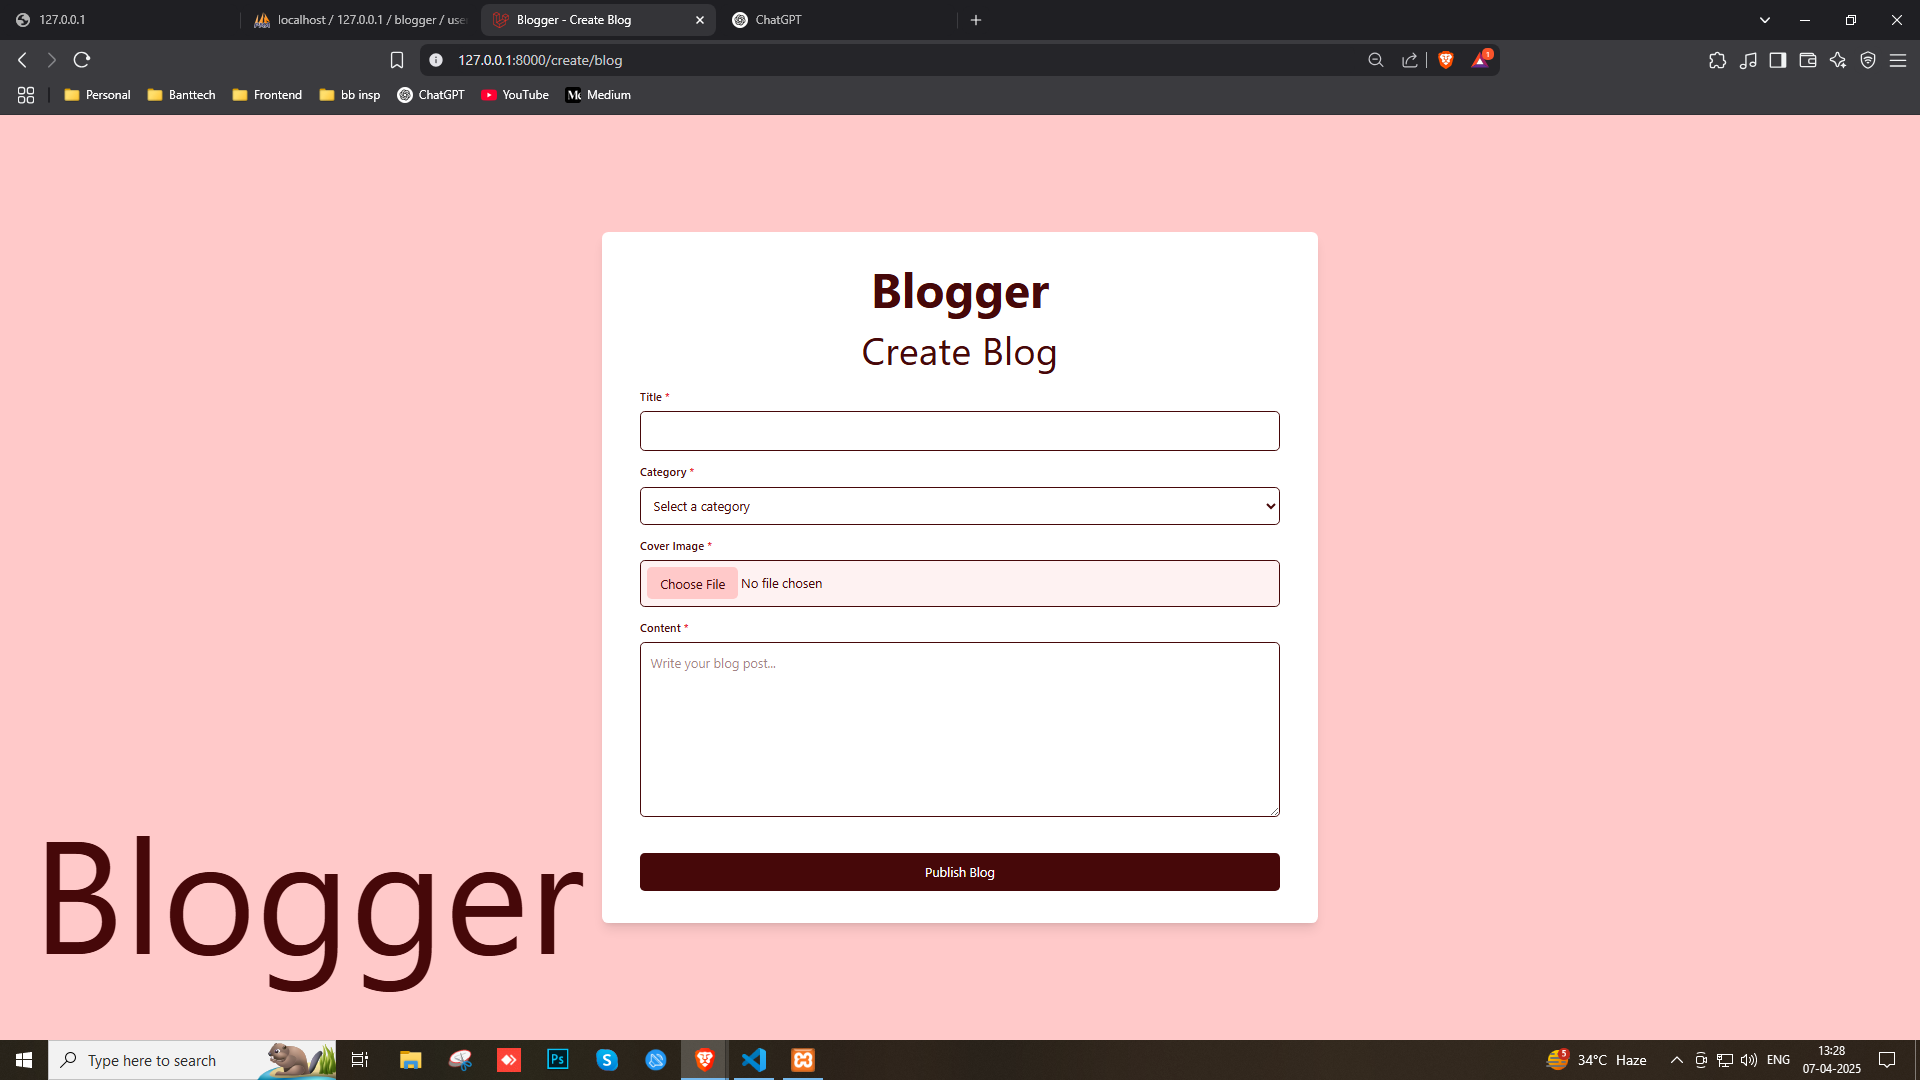 127.0.0.1
localhost / 127.0.0.1 / blogger / use
Blogger - Create Blog
ChatGPT
127.0.0.1:8000/create/blog
1
Personal
Banttech
Frontend
bb insp
ChatGPT
YouTube
Medium
Blogger
Create Blog
Title *
Category *
Select a category
Cover Image *
Choose File No file chosen
Content *
Write your blog post...
Publish Blog
Blogger
Type here to search
Ps
5
34°C Haze
ENG
13:28
07-04-2025